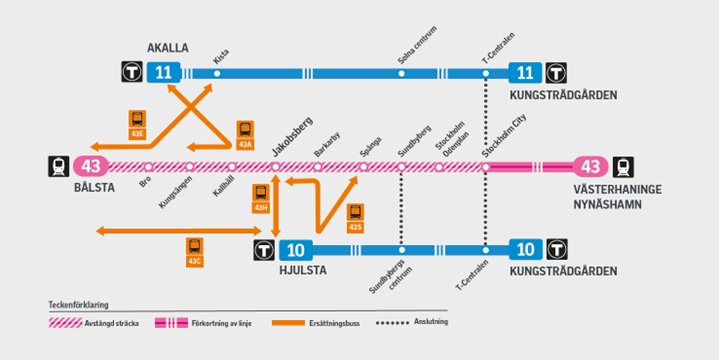 AKALLA
T
11
Kista
Solna centrum
T-Centralen
11
T
KUNGSTRÄDGÅRDEN
43E
43A
43
BÅLSTA
Bro
Kungsängen
Kallhäll
Jakobsberg
Barkarby
Spånga
Sundbyberg
Stockholm
Odenplan
Stockholm City
43
VÄSTERHANINGE
NYNÄSHAMN
43H
43S
43C
T
10
HJULSTA
Sundbybergs
centrum
T-Centralen
10
T
KUNGSTRÄDGÅRDEN
Teckenförklaring
Avstängd sträcka
Förkortning av linje
Ersättningsbuss
Anslutning